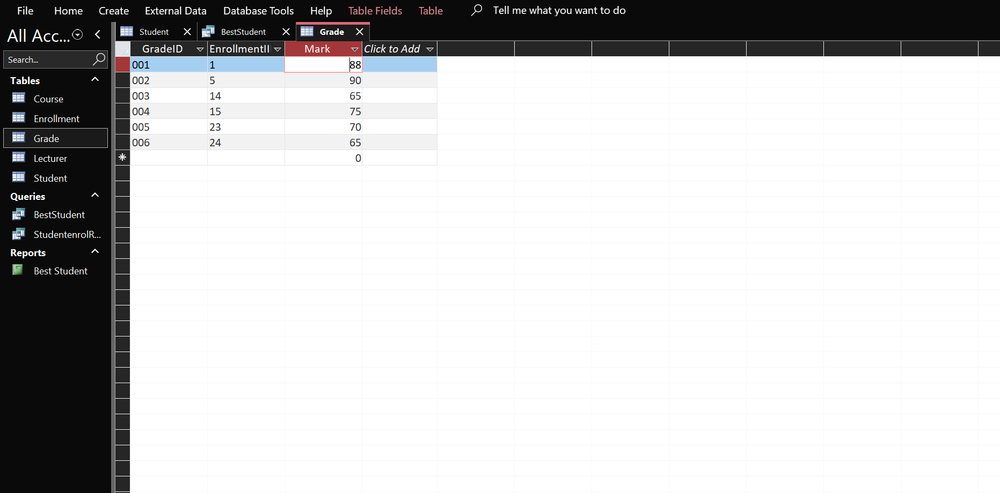 File Home Create External Data Database Tools Help Table Fields Table Tell me what you want to do
All Acc...
Search...
Tables
Course
Enrollment
Grade
Lecturer
Student
Queries
BestStudent
StudentenrolR...
Reports
Best Student
Student BestStudent Grade
GradeID EnrollmentI Mark Click to Add
001 1 88
002 5 90
003 14 65
004 15 75
005 23 70
006 24 65
0